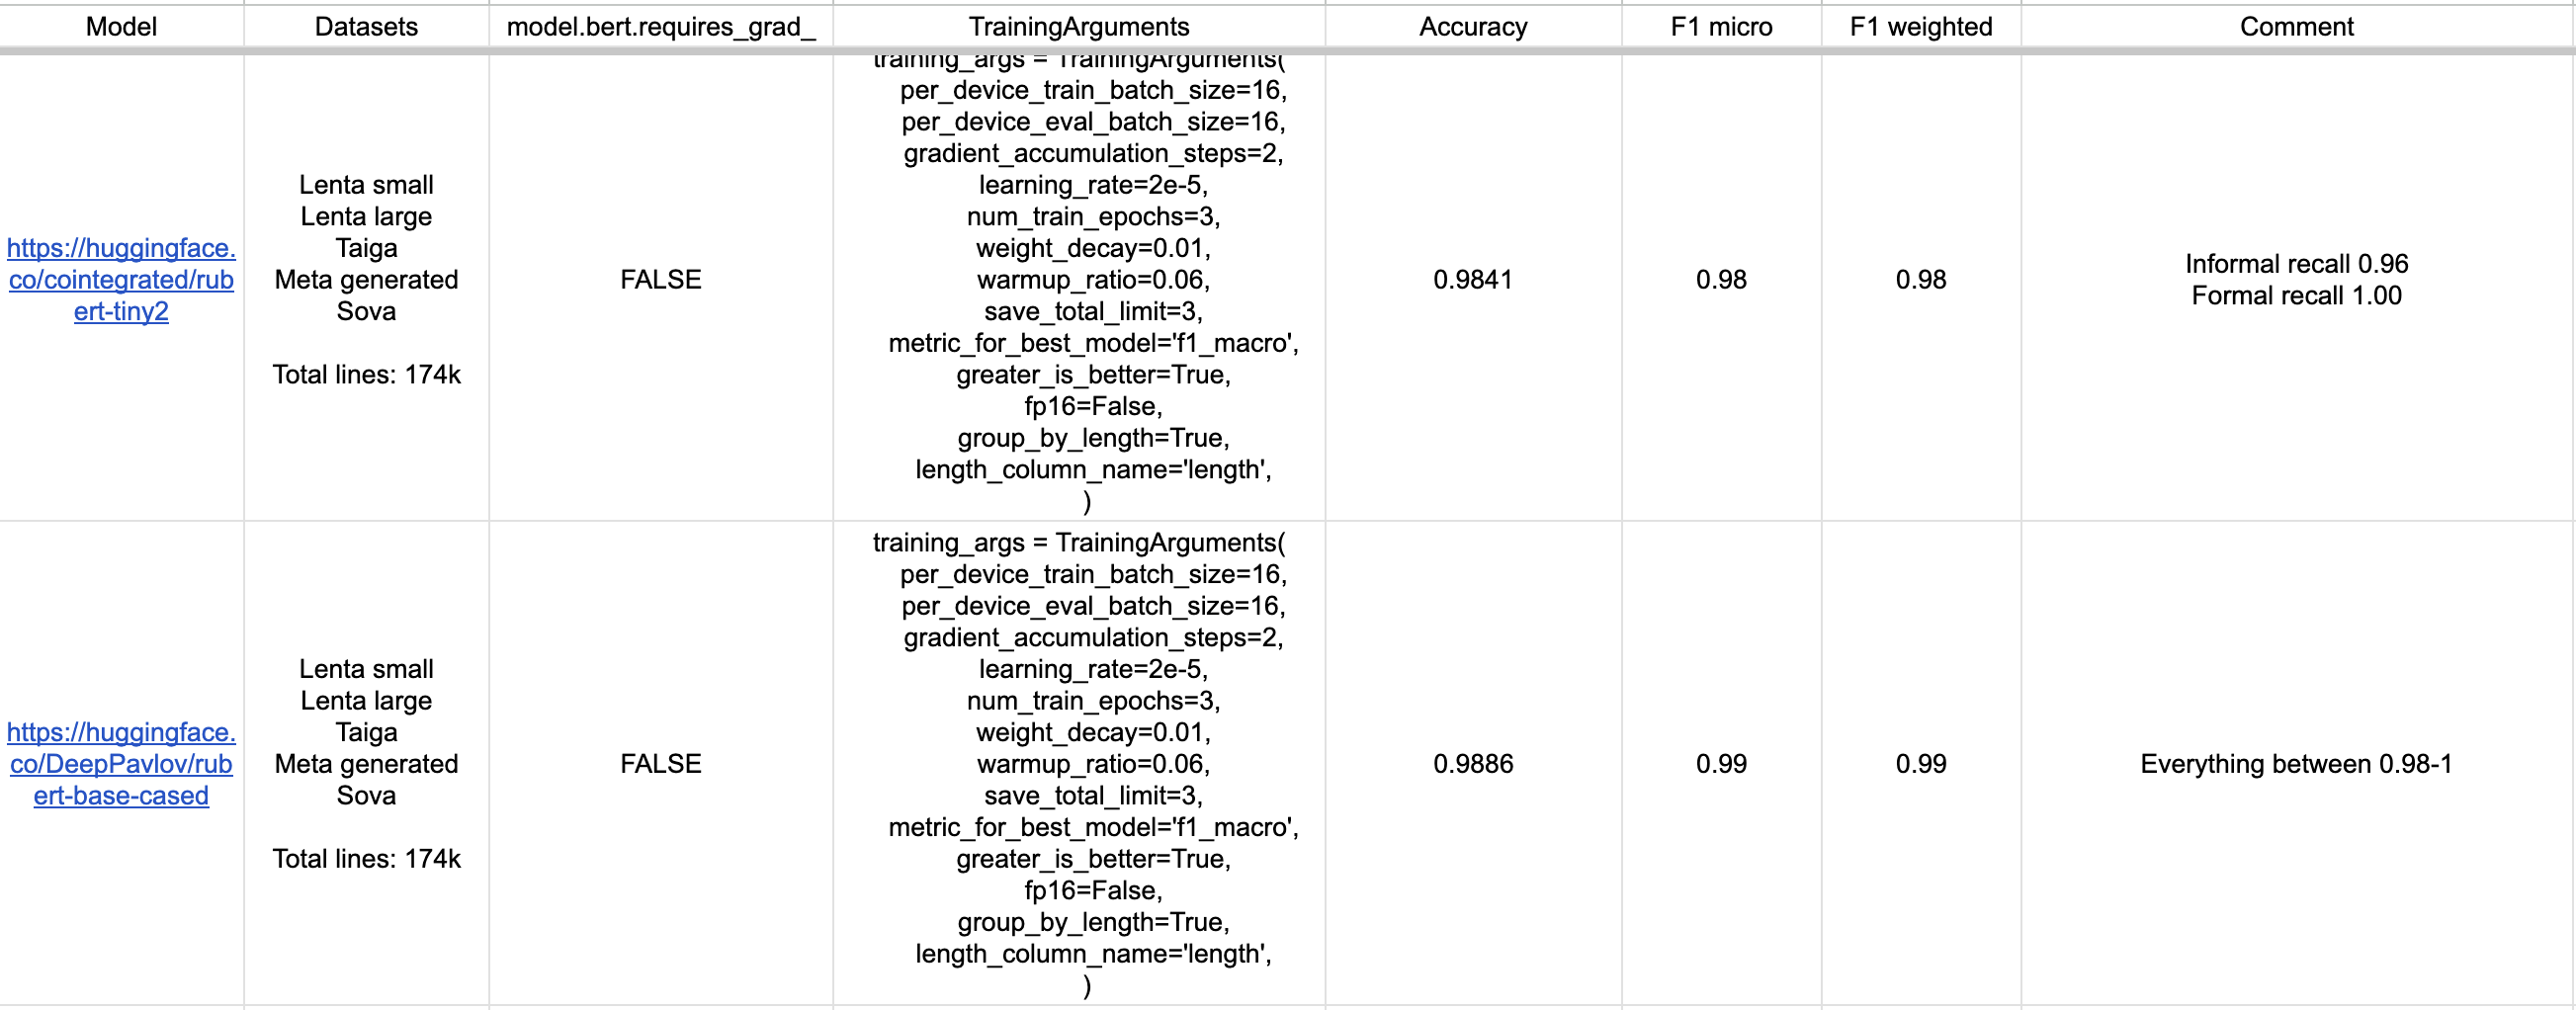 Model Datasets model.bert.requires_grad_ TrainingArguments Accuracy F1 micro F1 weighted Comment
https://huggingface.
co/cointegrated/rub
ert-tiny2
Lenta small
Lenta large
Taiga
Meta generated
Sova
Total lines: 174k
FALSE
training_args = TrainingArguments(
per_device_train_batch_size=16,
per_device_eval_batch_size=16,
gradient_accumulation_steps=2,
learning_rate=2e-5,
num_train_epochs=3,
weight_decay=0.01,
warmup_ratio=0.06,
save_total_limit=3,
metric_for_best_model='f1_macro',
greater_is_better=True,
fp16=False,
group_by_length=True,
length_column_name='length',
)
0.9841
0.98
0.98
Informal recall 0.96
Formal recall 1.00
https://huggingface.
co/DeepPavlov/rub
ert-base-cased
Lenta small
Lenta large
Taiga
Meta generated
Sova
Total lines: 174k
FALSE
training_args = TrainingArguments(
per_device_train_batch_size=16,
per_device_eval_batch_size=16,
gradient_accumulation_steps=2,
learning_rate=2e-5,
num_train_epochs=3,
weight_decay=0.01,
warmup_ratio=0.06,
save_total_limit=3,
metric_for_best_model='f1_macro',
greater_is_better=True,
fp16=False,
group_by_length=True,
length_column_name='length',
)
0.9886
0.99
0.99
Everything between 0.98-1